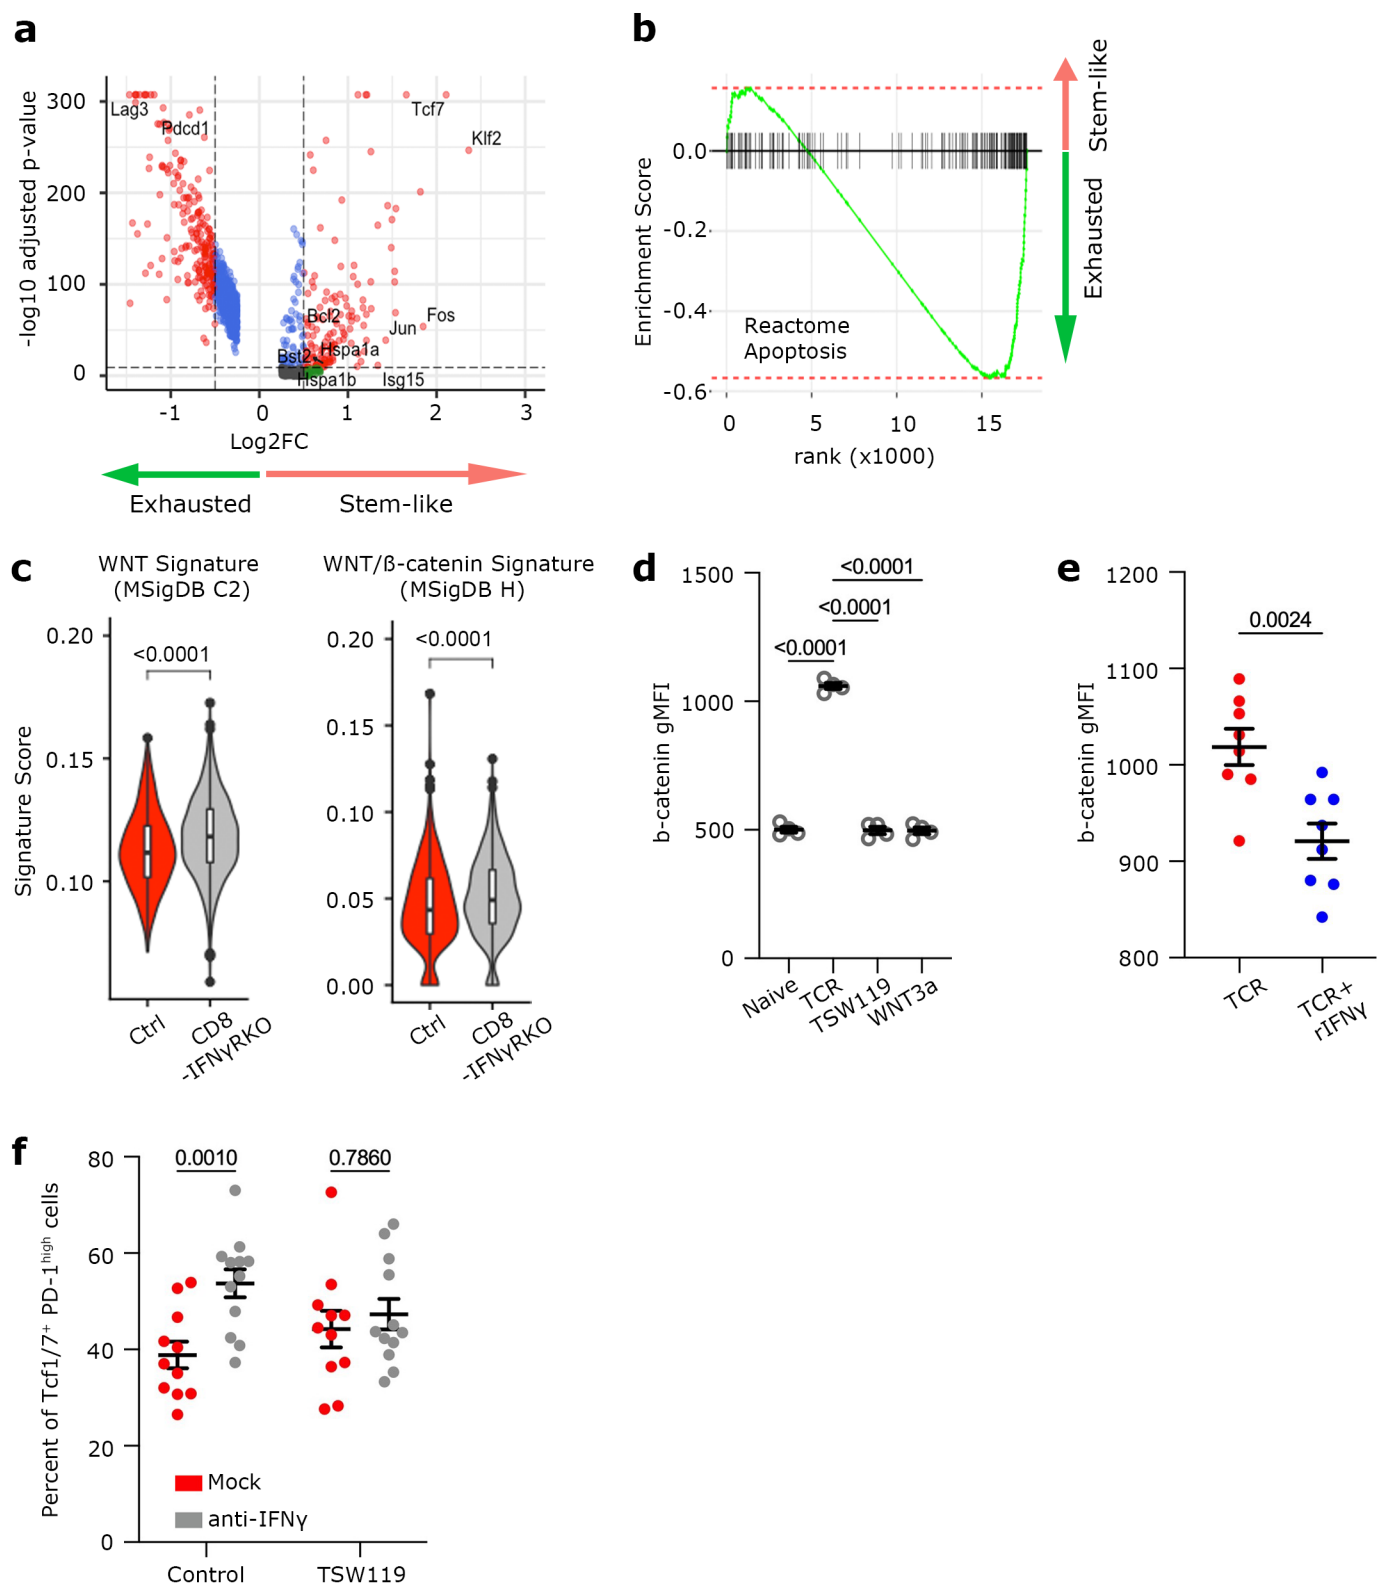 a
-log10 adjusted p-value
300
200
100
0
Lag3
Pdcd1
Tcf7
Klf2
Bcl2
Fos
Jun
Bst2
Hspa1a
Hspa1b
Isg15
-1
0
1
2
3
Log2FC
Exhausted
Stem-like
b
Enrichment Score
0.0
-0.2
-0.4
-0.6
Reactome
Apoptosis
0
5
10
15
rank (x1000)
Stem-like
Exhausted
c
WNT Signature
(MSigDB C2)
Signature Score
0.20
0.15
0.10
<0.0001
Ctrl
CD8
-IFNγRKO
WNT/ß-catenin Signature
(MSigDB H)
0.20
0.15
0.10
0.05
0.00
<0.0001
Ctrl
CD8
-IFNγRKO
d
b-catenin gMFI
1500
1000
500
0
<0.0001
<0.0001
<0.0001
Naive
TCR
TSW119
WNT3a
e
b-catenin gMFI
1200
1100
1000
900
800
0.0024
TCR
TCR+
rIFNγ
f
Percent of Tcf1/7⁺ PD-1ʰⁱᵍʰ cells
80
60
40
20
0
0.0010
0.7860
Mock
anti-IFNγ
Control
TSW119